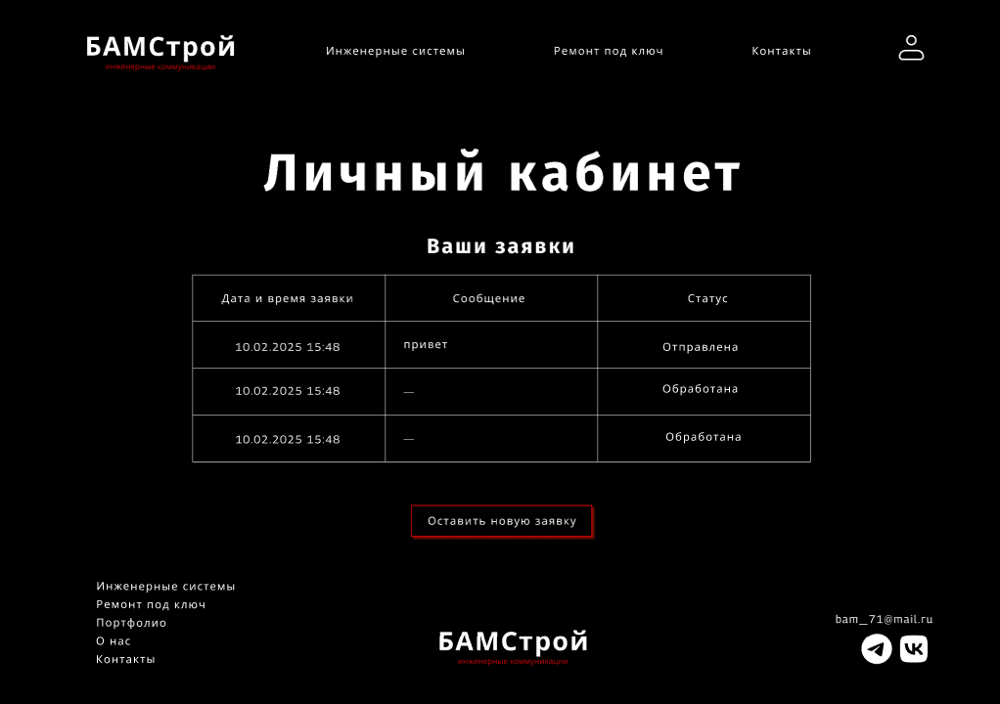 БАМСтрой
инженерные коммуникации
Инженерные системы
Ремонт под ключ
Контакты
Личный кабинет
Ваши заявки
Дата и время заявки
Сообщение
Статус
10.02.2025 15:48
привет
Отправлена
10.02.2025 15:48
—
Обработана
10.02.2025 15:48
—
Обработана
Оставить новую заявку
Инженерные системы
Ремонт под ключ
Портфолио
О нас
Контакты
БАМСтрой
инженерные коммуникации
bam_71@mail.ru